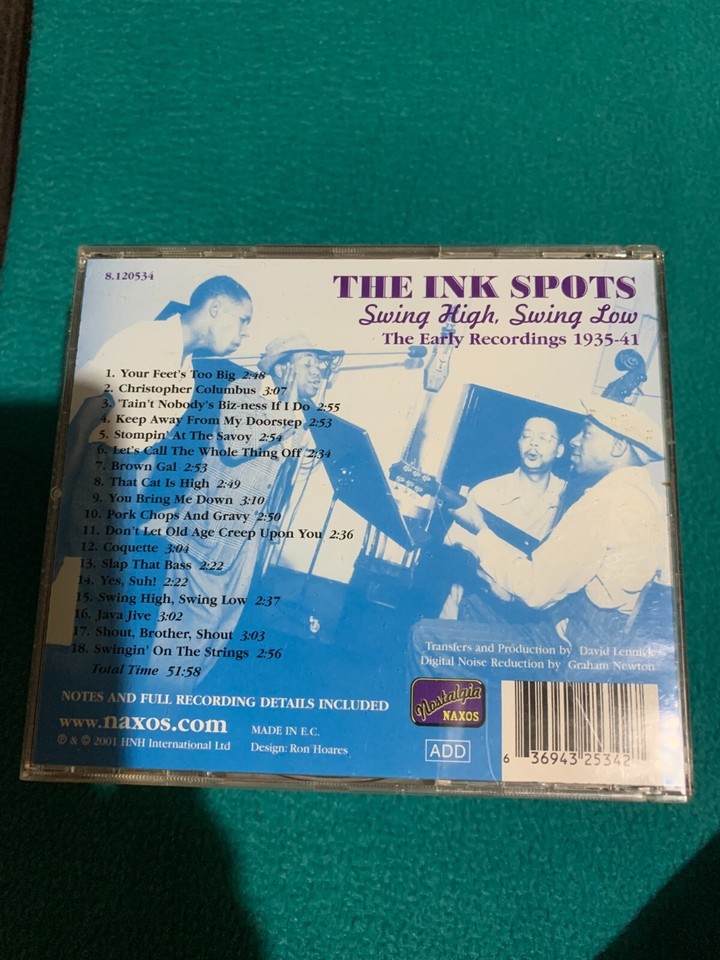 8.120534
THE INK SPOTS
Swing High, Swing Low
The Early Recordings 1935-41
1. Your Feet's Too Big 2:48
2. Christopher Columbus 3:07
3. 'Tain't Nobody's Biz-ness If I Do 2:55
4. Keep Away From My Doorstep 2:53
5. Stompin' At The Savoy 2:54
6. Let's Call The Whole Thing Off 2:34
7. Brown Gal 2:53
8. That Cat Is High 2:49
9. You Bring Me Down 3:10
10. Pork Chops And Gravy 2:50
11. Don't Let Old Age Creep Upon You 2:36
12. Coquette 3:04
13. Slap That Bass 2:22
14. Yes, Suh! 2:22
15. Swing High, Swing Low 2:37
16. Java Jive 3:02
17. Shout, Brother, Shout 3:03
18. Swingin' On The Strings 2:56
Total Time 51:58
Transfers and Production by David Lennick
Digital Noise Reduction by Graham Newton
NOTES AND FULL RECORDING DETAILS INCLUDED
www.naxos.com
MADE IN E.C.
℗ & © 2001 HNH International Ltd
Design: Ron Hoares
Nostalgia
NAXOS
ADD
6 36943 25342